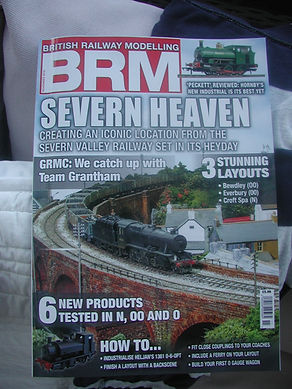 BRITISH RAILWAY MODELLING
BRM
'PECKETT' REVIEWED: HORNBY'S
NEW INDUSTRIAL IS ITS BEST YET
SEVERN HEAVEN
CREATING AN ICONIC LOCATION FROM THE
SEVERN VALLEY RAILWAY SET IN ITS HEYDAY
GRMC: We catch up with
Team Grantham
3 STUNNING
LAYOUTS
• Bewdley (OO)
• Everbury (OO)
• Croft Spa (N)
6 NEW PRODUCTS
TESTED IN N, OO AND O
HOW TO...
• INDUSTRIALISE HELJAN'S 1361 0-6-0PT
• FINISH A LAYOUT WITH A BACKSCENE
• FIT CLOSE COUPLINGS TO YOUR COACHES
• INCLUDE A FERRY ON YOUR LAYOUT
• BUILD YOUR FIRST O GAUGE WAGON